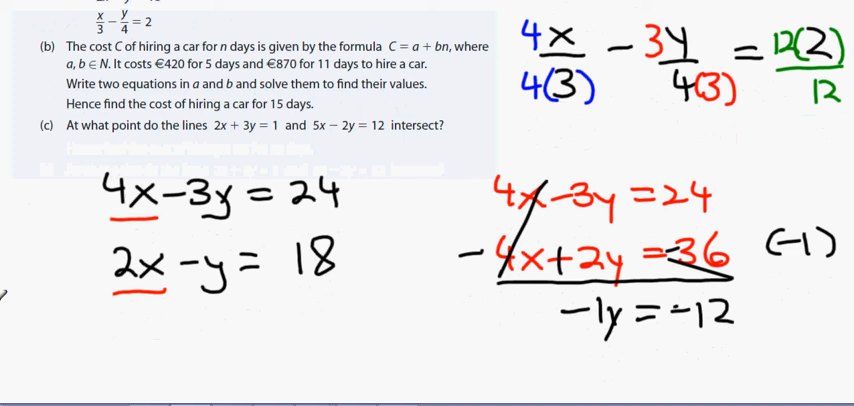 x/3 − y/4 = 2
(b) The cost C of hiring a car for n days is given by the formula C = a + bn, where
a, b ∈ N. It costs €420 for 5 days and €870 for 11 days to hire a car.
Write two equations in a and b and solve them to find their values.
Hence find the cost of hiring a car for 15 days.
(c) At what point do the lines 2x + 3y = 1 and 5x − 2y = 12 intersect?
4x/4(3) − 3y/4(3) = 12(2)/12
4x − 3y = 24
2x − y = 18
4x − 3y = 24
− 4x + 2y = −36 (−1)
−1y = −12